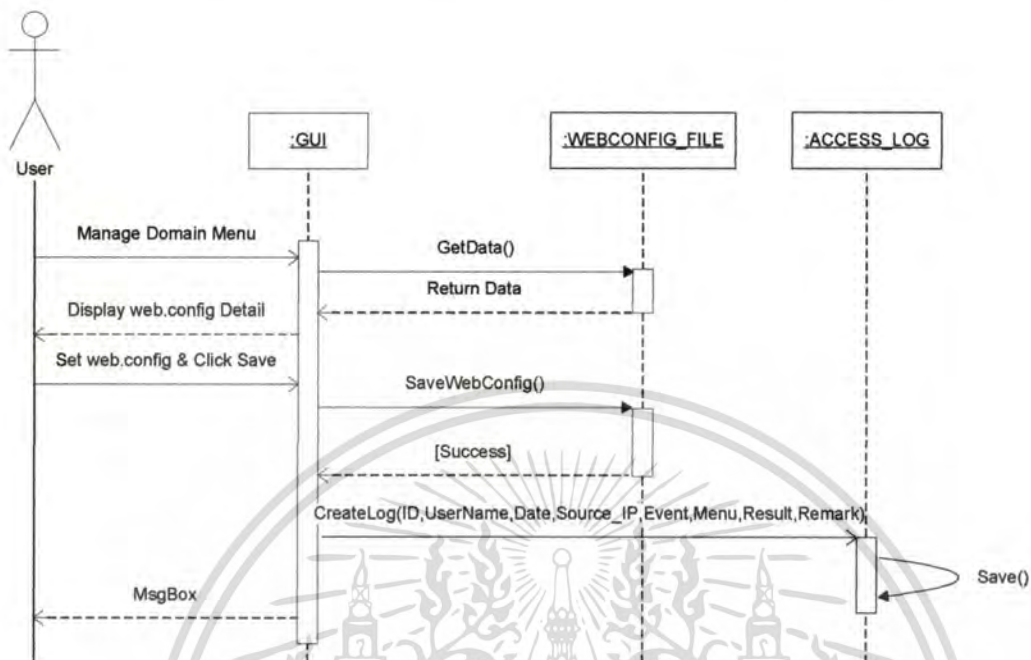 User
:GUI
:WEBCONFIG_FILE
:ACCESS_LOG
Manage Domain Menu
GetData()
Return Data
Display web.config Detail
Set web.config & Click Save
SaveWebConfig()
[Success]
CreateLog(ID,UserName,Date,Source_IP,Event,Menu,Result,Remark)
Save()
MsgBox